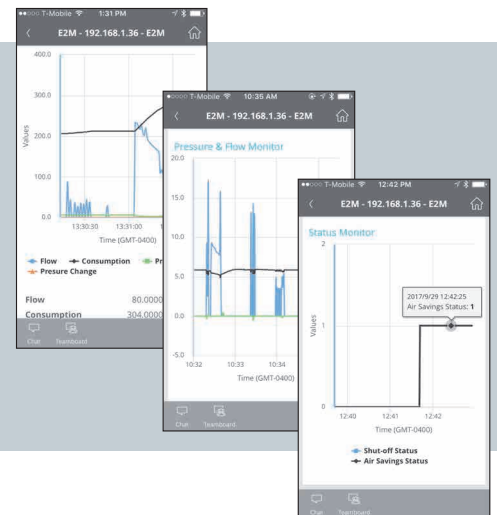 T-Mobile 1:31 PM
E2M - 192.168.1.36 - E2M
400.0
300.0
200.0
100.0
0.0
Values
13:30:30 13:31:00 1
Time (GMT-0400)
Flow Consumption Pr
Presure Change
Flow 80.0000
Consumption 304.0000
Chat Teamboard
T-Mobile 10:35 AM
E2M - 192.168.1.36 - E2M
Pressure & Flow Monitor
20.0
15.0
10.0
5.0
0.0
-5.0
Values
10:32 10:33 10:34
Time (GMT-0400)
Chat Teamboard
T-Mobile 12:42 PM
E2M - 192.168.1.36 - E2M
Status Monitor
2
1
0
Values
2017/9/29 12:42:25
Air Savings Status: 1
12:40 12:41 12:42
Time (GMT-0400)
Shut-off Status
Air Savings Status
Chat Teamboard